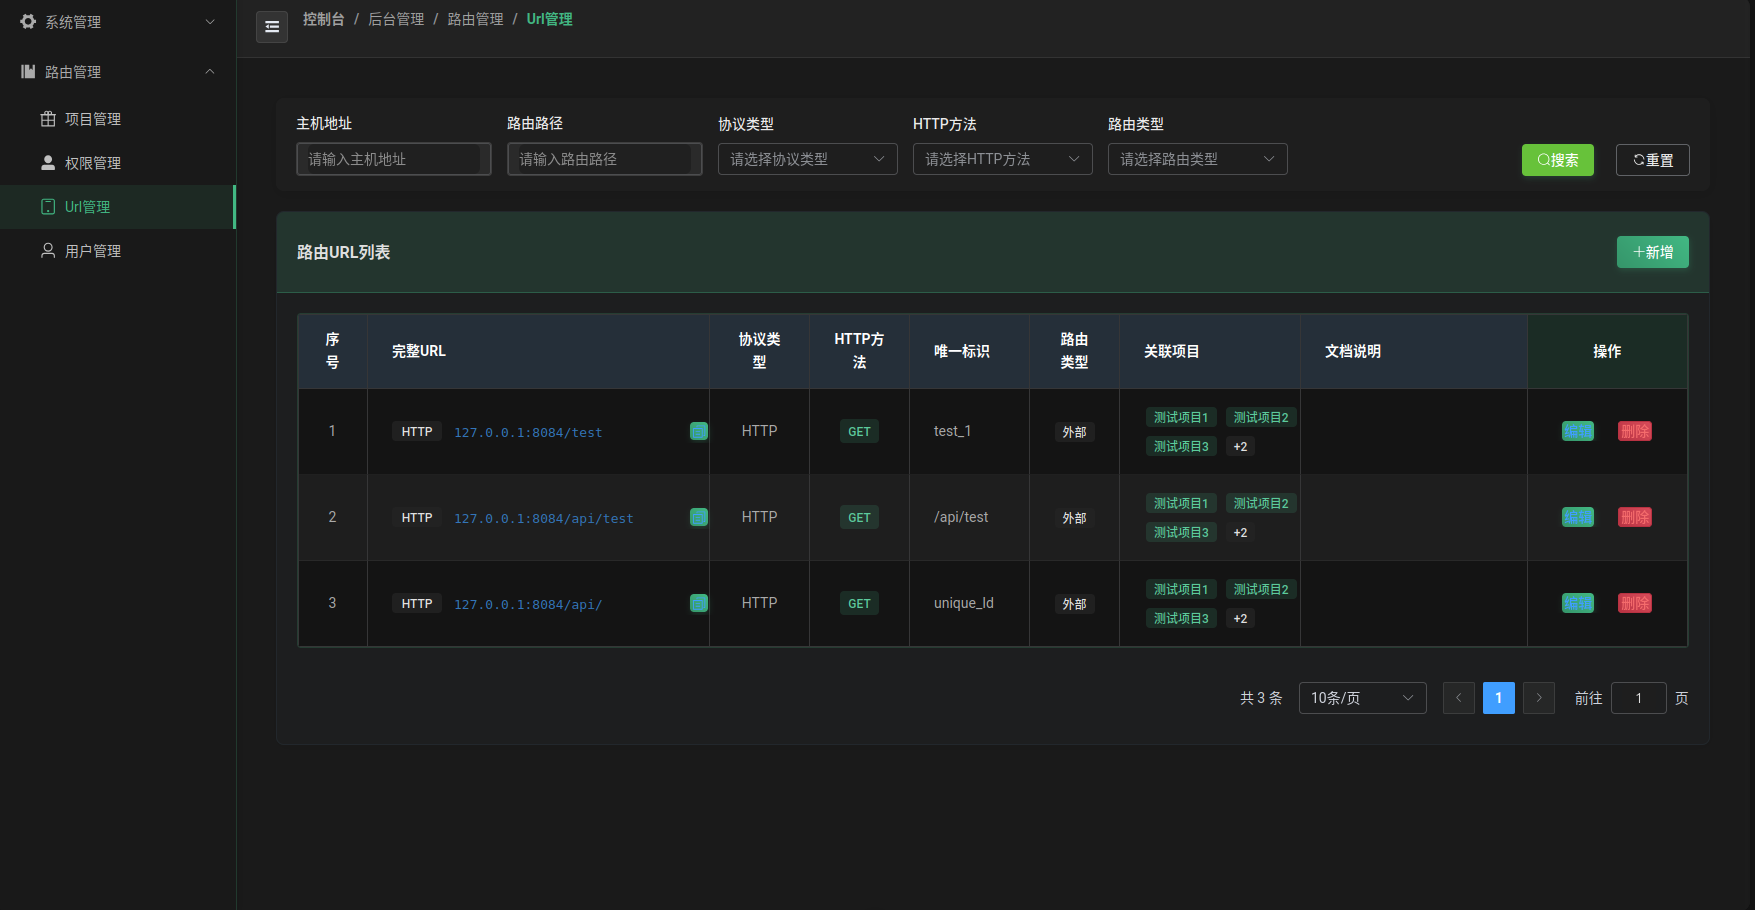 系统管理
路由管理
项目管理
权限管理
Url管理
用户管理
控制台 / 后台管理 / 路由管理 / Url管理
主机地址 路由路径 协议类型 HTTP方法 路由类型
请输入主机地址 请输入路由路径 请选择协议类型 请选择HTTP方法 请选择路由类型 搜索 重置
路由URL列表 新增
序号 完整URL 协议类型 HTTP方法 唯一标识 路由类型 关联项目 文档说明 操作
1 HTTP 127.0.0.1:8084/test HTTP GET test_1 外部 测试项目1 测试项目2 编辑 删除
测试项目3 +2
2 HTTP 127.0.0.1:8084/api/test HTTP GET /api/test 外部 测试项目1 测试项目2 编辑 删除
测试项目3 +2
3 HTTP 127.0.0.1:8084/api/ HTTP GET unique_Id 外部 测试项目1 测试项目2 编辑 删除
测试项目3 +2
共 3 条 10条/页 1 前往 1 页